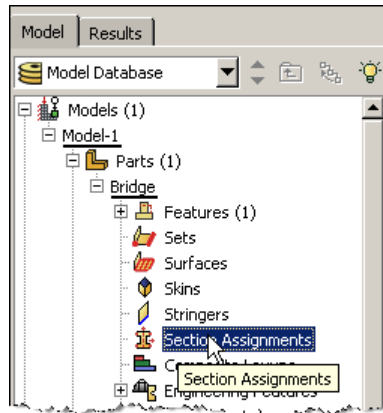 Model Results
Model Database
Models (1)
Model-1
Parts (1)
Bridge
Features (1)
Sets
Surfaces
Skins
Stringers
Section Assignments
Section Assignments
Engineering Features